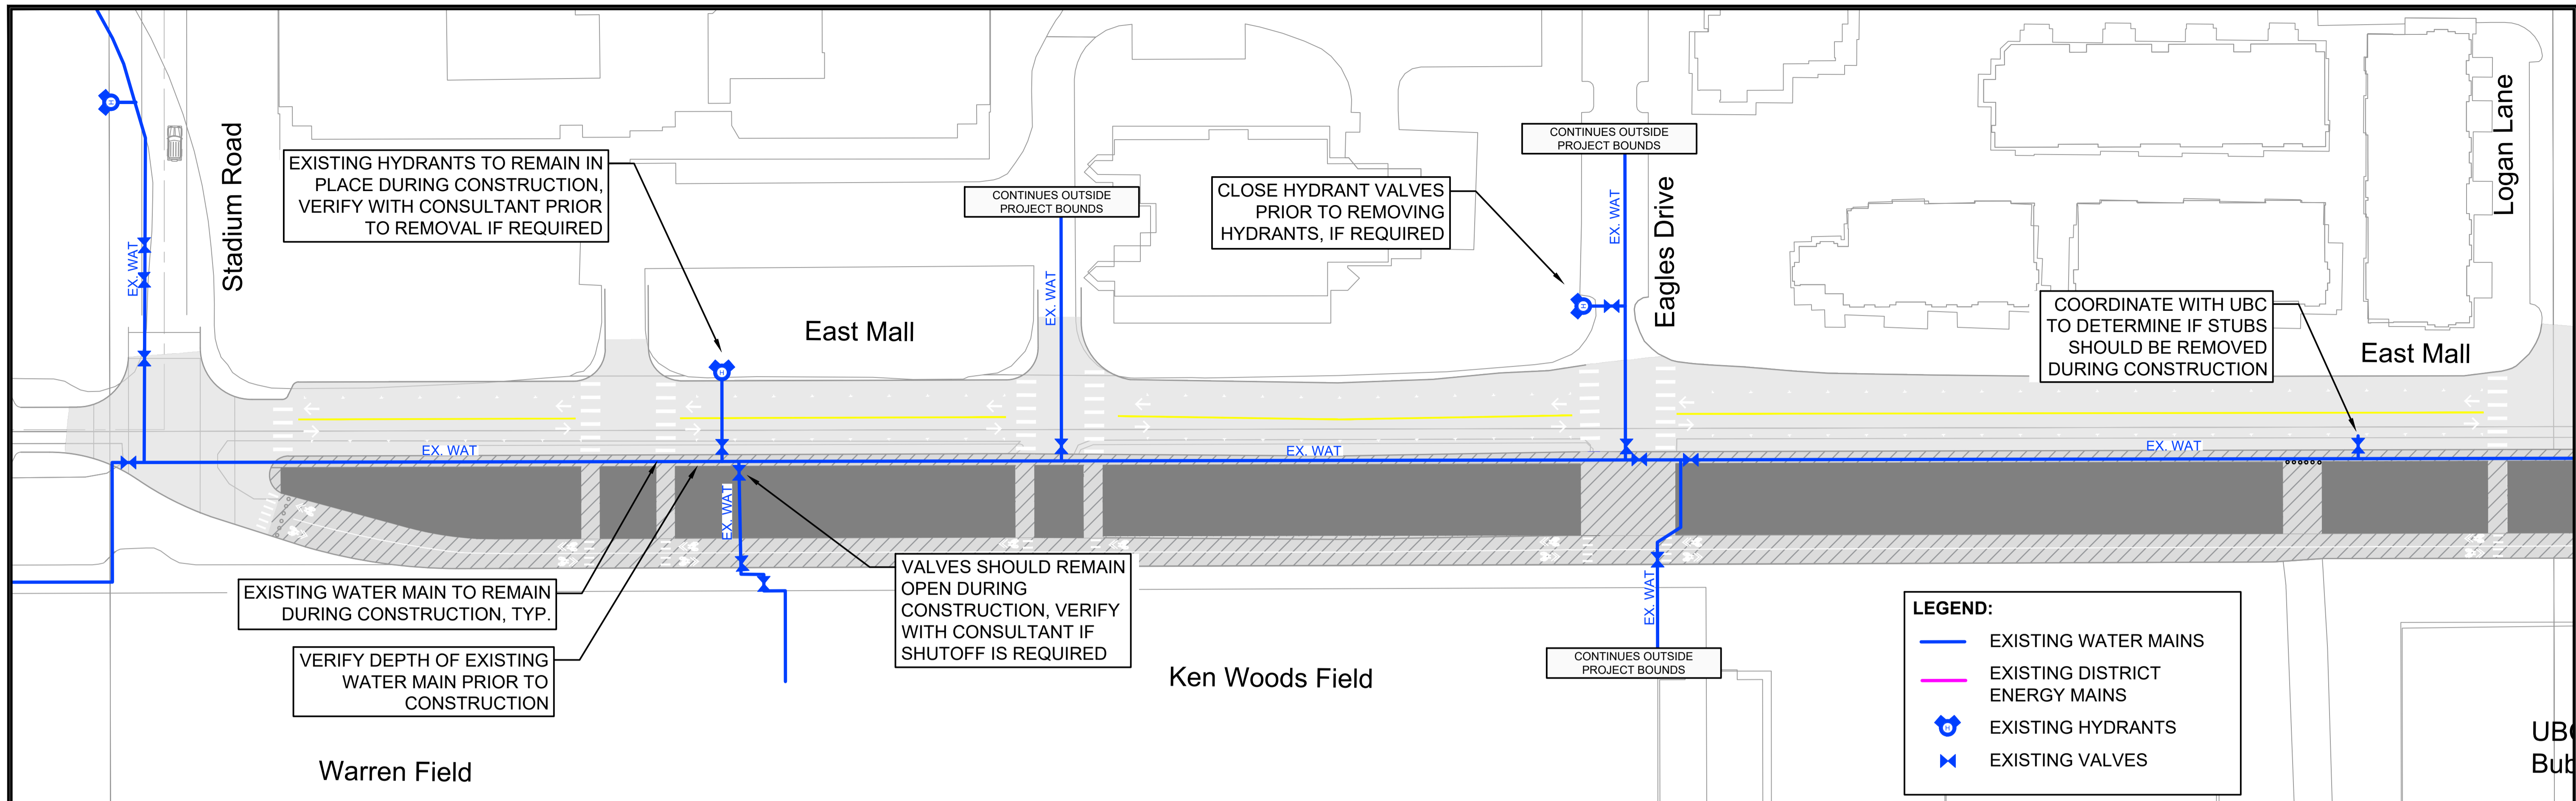 Stadium Road
EXISTING HYDRANTS TO REMAIN IN
PLACE DURING CONSTRUCTION,
VERIFY WITH CONSULTANT PRIOR
TO REMOVAL IF REQUIRED
CONTINUES OUTSIDE
PROJECT BOUNDS
CLOSE HYDRANT VALVES
PRIOR TO REMOVING
HYDRANTS, IF REQUIRED
CONTINUES OUTSIDE
PROJECT BOUNDS
Eagles Drive
Logan Lane
COORDINATE WITH UBC
TO DETERMINE IF STUBS
SHOULD BE REMOVED
DURING CONSTRUCTION
EX. WAT
EX. WAT
EX. WAT
East Mall
East Mall
H
H
H
EX. WAT
EX. WAT
EX. WAT
EX. WAT
EX. WAT
EXISTING WATER MAIN TO REMAIN
DURING CONSTRUCTION, TYP.
VERIFY DEPTH OF EXISTING
WATER MAIN PRIOR TO
CONSTRUCTION
VALVES SHOULD REMAIN
OPEN DURING
CONSTRUCTION, VERIFY
WITH CONSULTANT IF
SHUTOFF IS REQUIRED
CONTINUES OUTSIDE
PROJECT BOUNDS
Ken Woods Field
Warren Field
LEGEND:
EXISTING WATER MAINS
EXISTING DISTRICT
ENERGY MAINS
H
EXISTING HYDRANTS
EXISTING VALVES
UBC
Bub